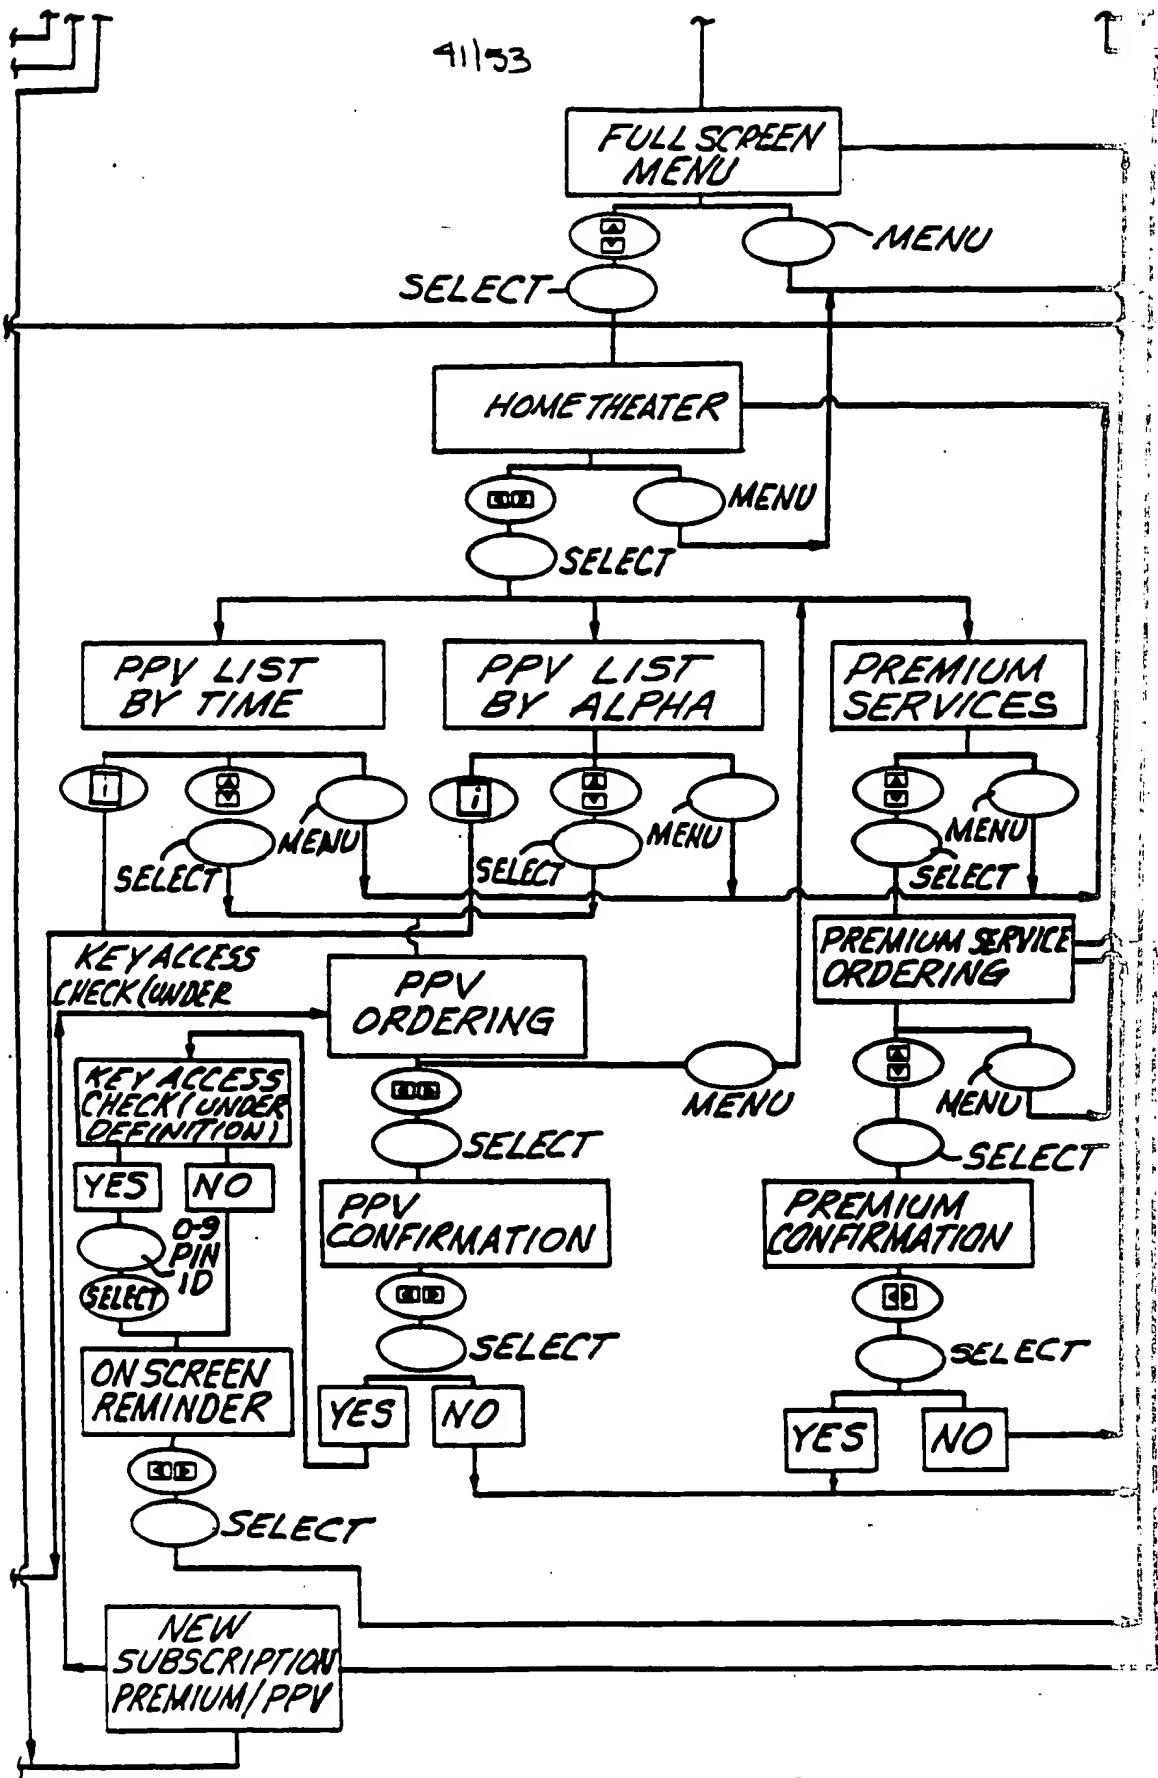 41/53
FULL SCREEN
MENU
MENU
SELECT
HOME THEATER
MENU
SELECT
PPV LIST
BY TIME
PPV LIST
BY ALPHA
PREMIUM
SERVICES
i
i
MENU
SELECT
MENU
SELECT
MENU
SELECT
KEY ACCESS
CHECK (UNDER
PPV
ORDERING
PREMIUM SERVICE
ORDERING
MENU
MENU
KEY ACCESS
CHECK (UNDER
DEFINITION)
SELECT
SELECT
YES
NO
0-9
PIN
ID
SELECT
PPV
CONFIRMATION
PREMIUM
CONFIRMATION
SELECT
SELECT
ON SCREEN
REMINDER
YES
NO
YES
NO
SELECT
NEW
SUBSCRIPTION
PREMIUM/PPV